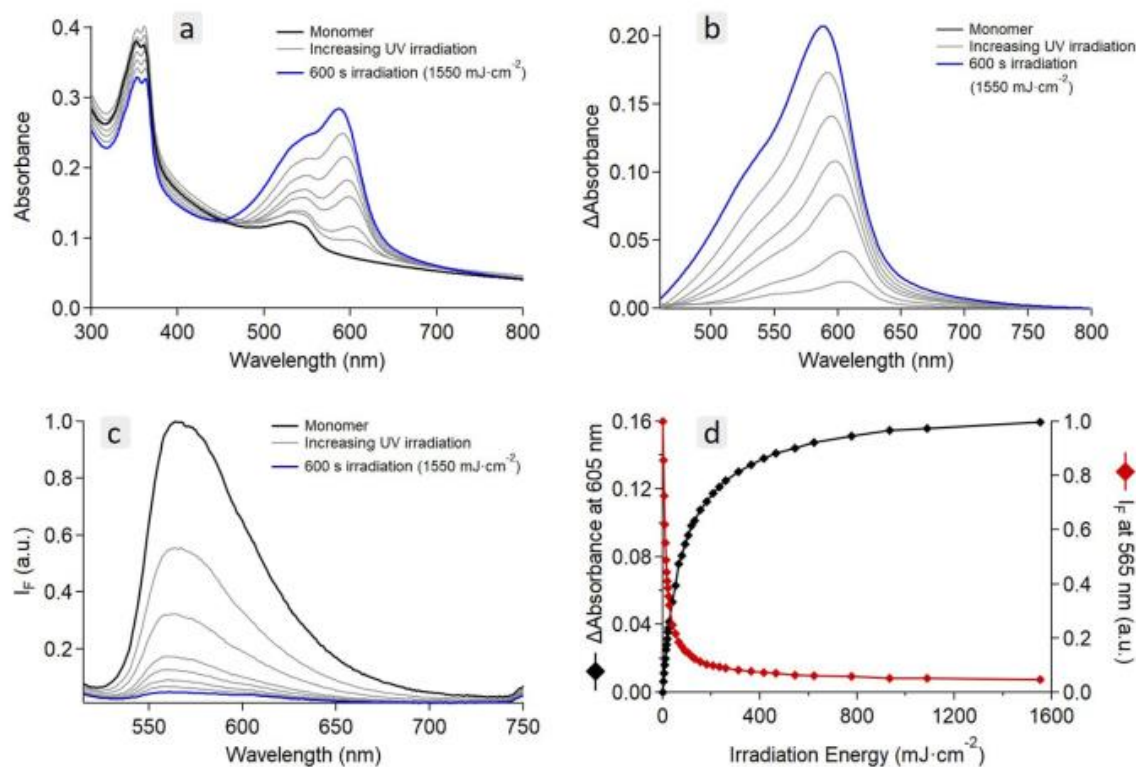 a
Monomer
Increasing UV irradiation
600 s irradiation (1550 mJ·cm⁻²)
0.4
0.3
0.2
0.1
0.0
Absorbance
300 400 500 600 700 800
Wavelength (nm)
b
Monomer
Increasing UV irradiation
600 s irradiation
(1550 mJ·cm⁻²)
0.20
0.15
0.10
0.05
0.00
ΔAbsorbance
500 550 600 650 700 750 800
Wavelength (nm)
c
Monomer
Increasing UV irradiation
600 s irradiation (1550 mJ·cm⁻²)
1.0
0.8
0.6
0.4
0.2
I_F (a.u.)
550 600 650 700 750
Wavelength (nm)
d
0.16
0.12
0.08
0.04
0.00
ΔAbsorbance at 605 nm
1.0
0.8
0.6
0.4
0.2
0.0
I_F at 565 nm
(a.u.)
0 400 800 1200 1600
Irradiation Energy (mJ·cm⁻²)